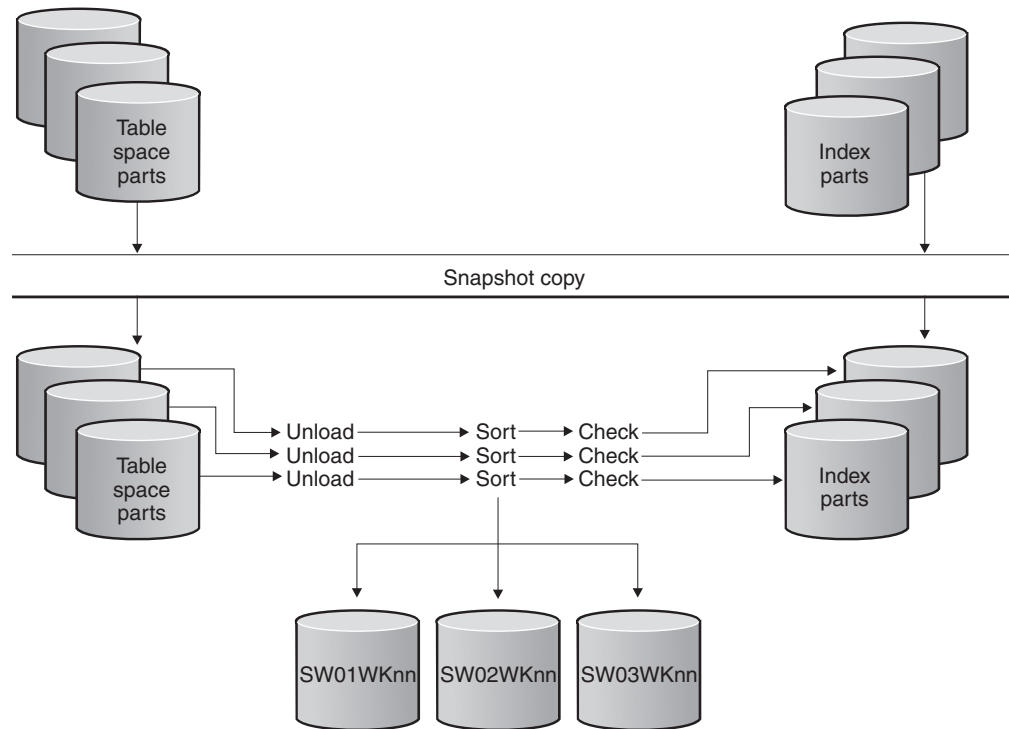 Table
space
parts
Index
parts
Snapshot copy
Unload Sort Check
Unload Sort Check
Unload Sort Check
Table
space
parts
Index
parts
SW01WKnn SW02WKnn SW03WKnn